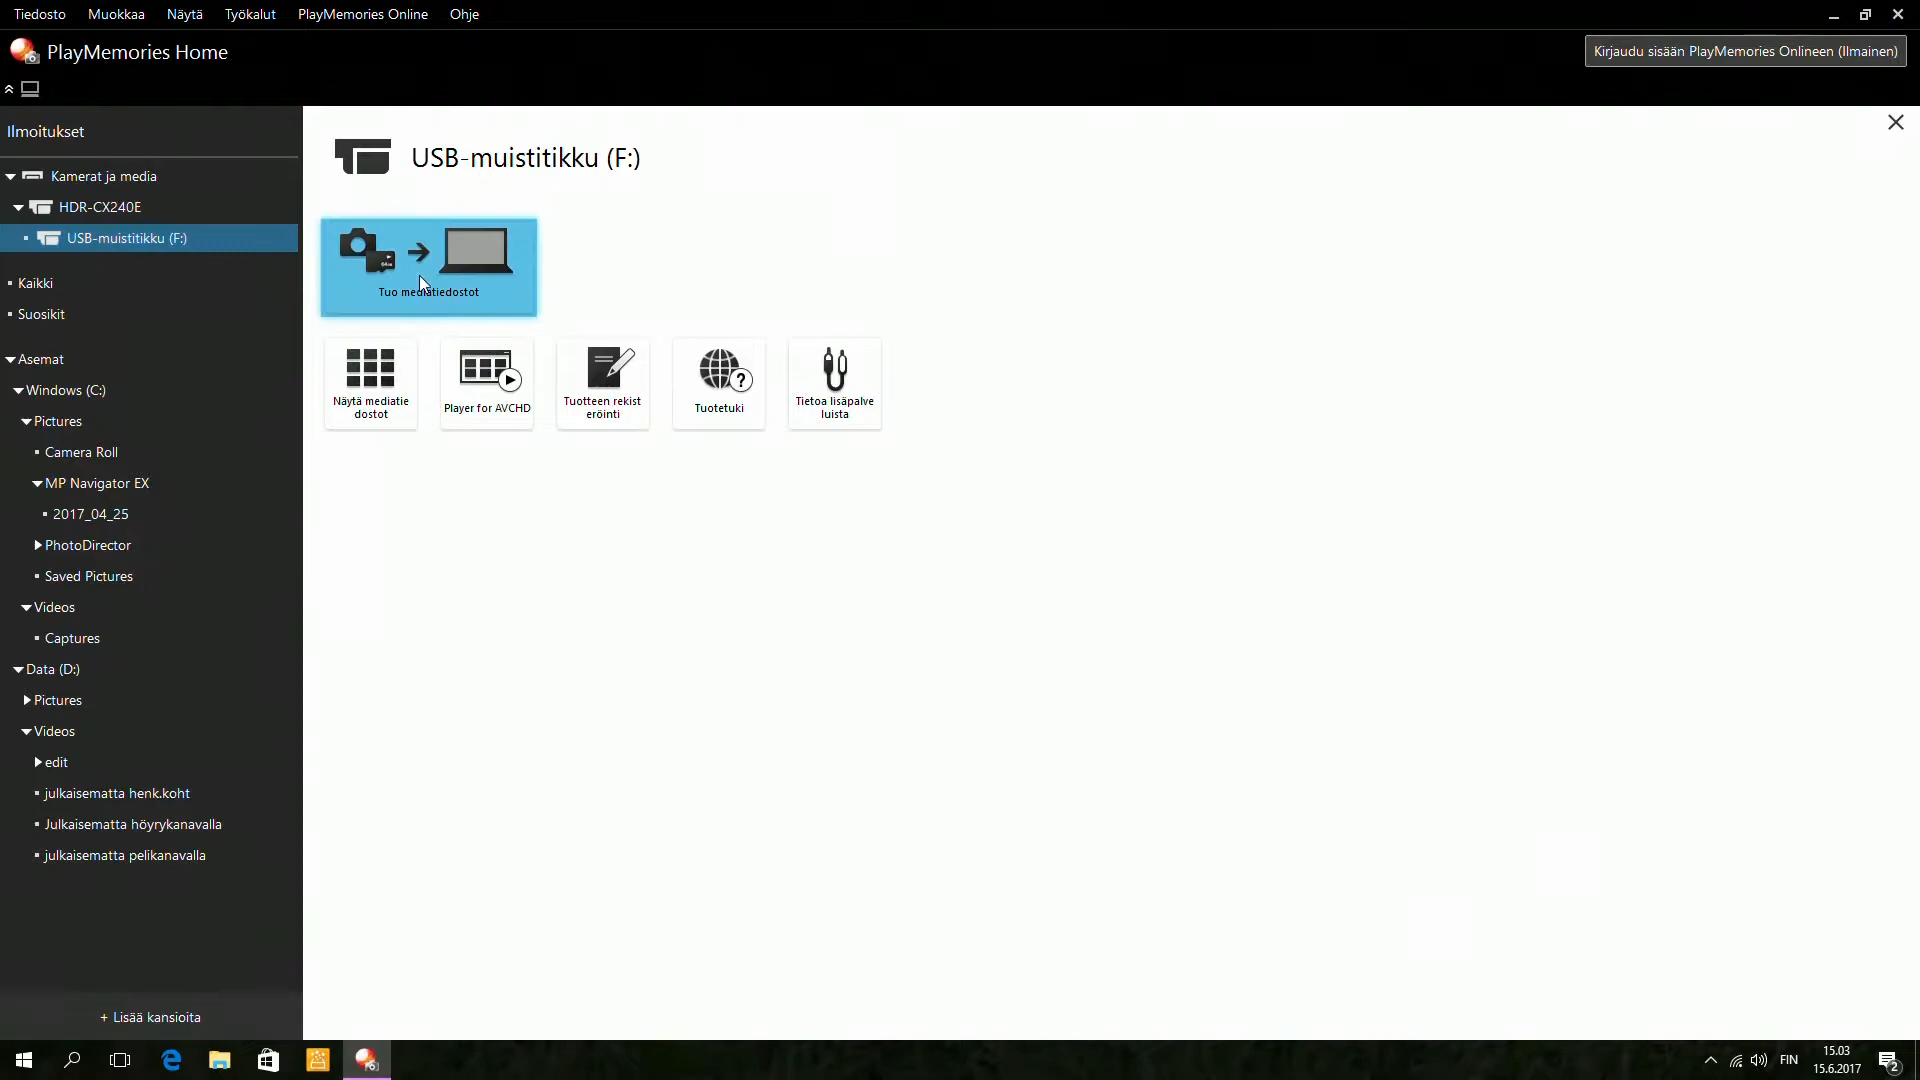 Tiedosto Muokkaa Näytä Työkalut PlayMemories Online Ohje
PlayMemories Home
Kirjaudu sisään PlayMemories Onlineen (Ilmainen)
Ilmoitukset
Kamerat ja media
HDR-CX240E
USB-muistitikku (F:)
Kaikki
Suosikit
Asemat
Windows (C:)
Pictures
Camera Roll
MP Navigator EX
2017_04_25
PhotoDirector
Saved Pictures
Videos
Captures
Data (D:)
Pictures
Videos
edit
julkaisematta henk.koht
Julkaisematta höyrykanavalla
julkaisematta pelikanavalla
+ Lisää kansioita
USB-muistitikku (F:)
Tuo mediatiedostot
Näytä mediatie
dostot
Player for AVCHD
Tuotteen rekist
eröinti
Tuotetuki
Tietoa lisäpalve
luista
FIN
15.03
15.6.2017
2